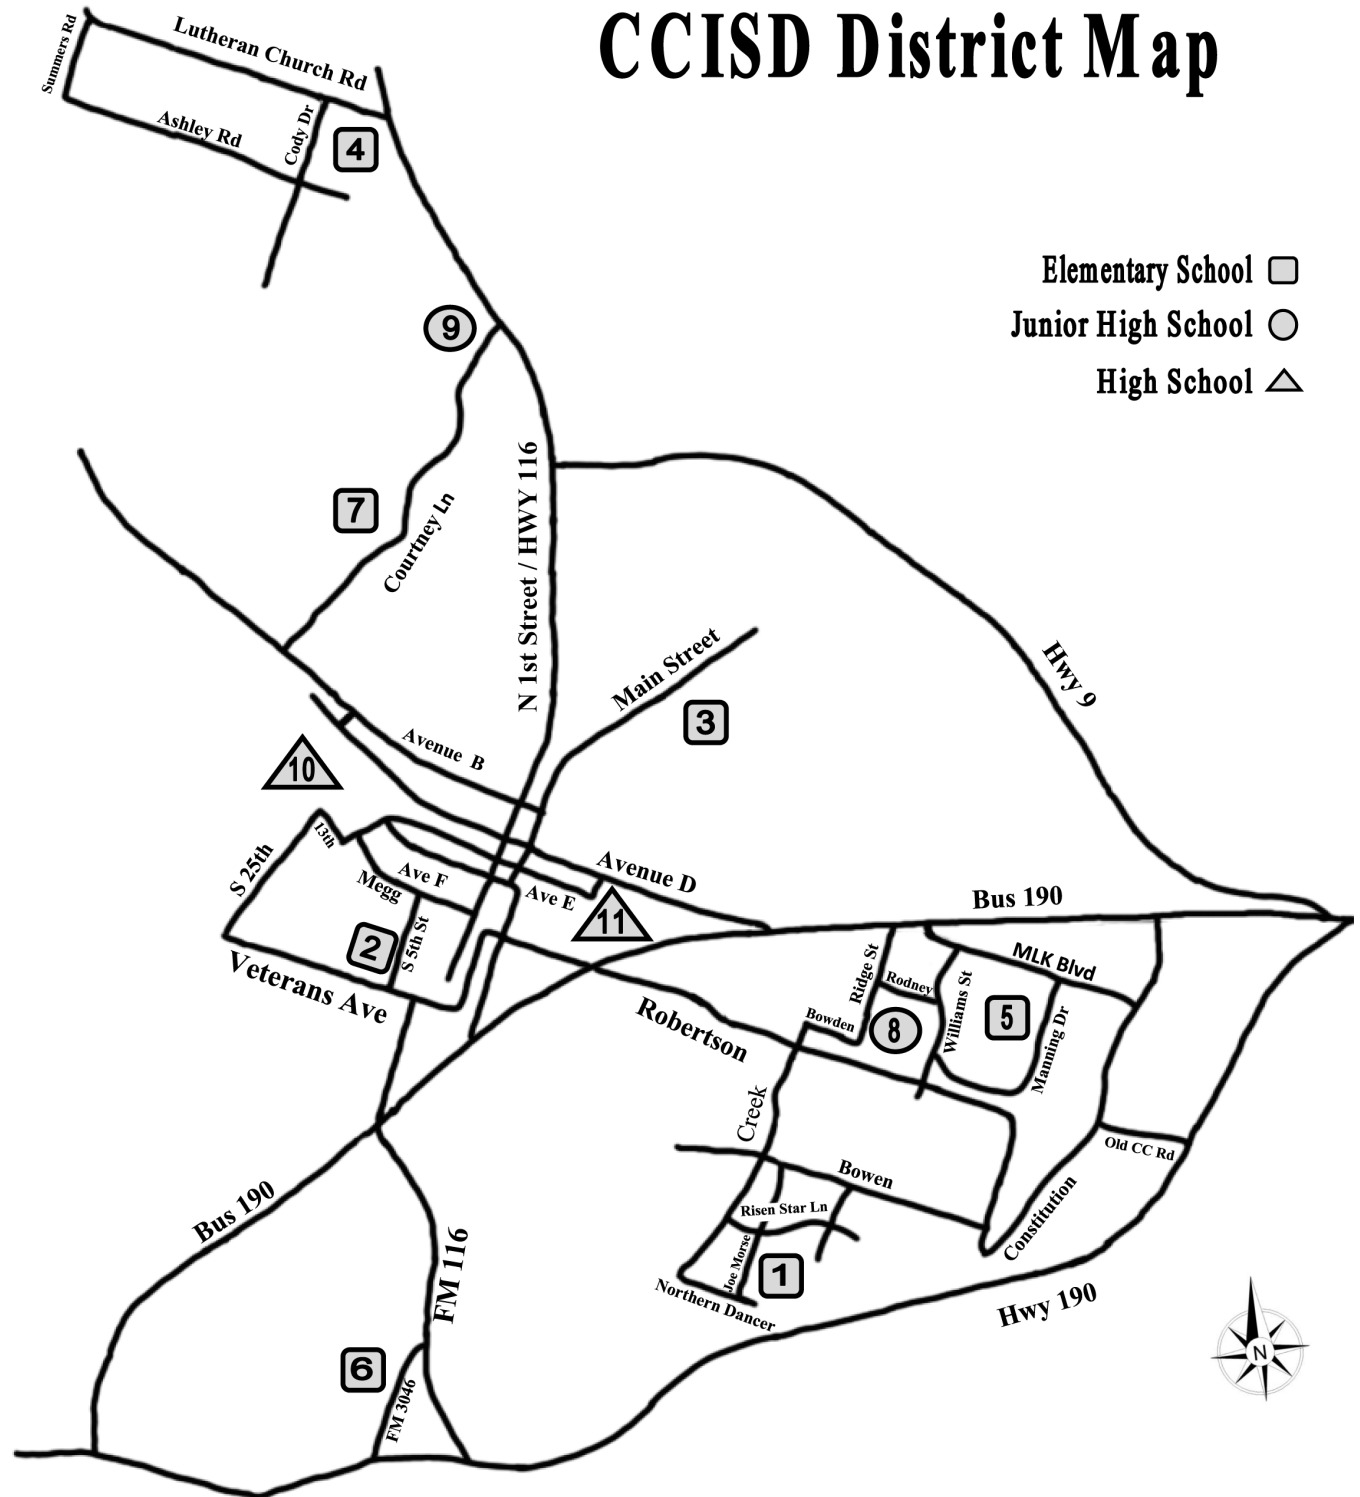 CCISD District Map
Summers Rd
Lutheran Church Rd
Ashley Rd
Cody Dr
4
Elementary School
Junior High School
High School
9
7
Courtney Ln
N 1st Street / HWY 116
Main Street
3
Hwy 9
Avenue B
10
13th
S 25th
Megg
Ave F
Ave E
Avenue D
11
2
S 5th St
Veterans Ave
Bus 190
MLK Blvd
Ridge St
Rodney
Williams St
5
Bowden
8
Manning Dr
Robertson
Creek
Old CC Rd
Bowen
Risen Star Ln
Constitution
Joe Morse
1
Northern Dancer
Hwy 190
Bus 190
FM 116
6
FM 3046
N